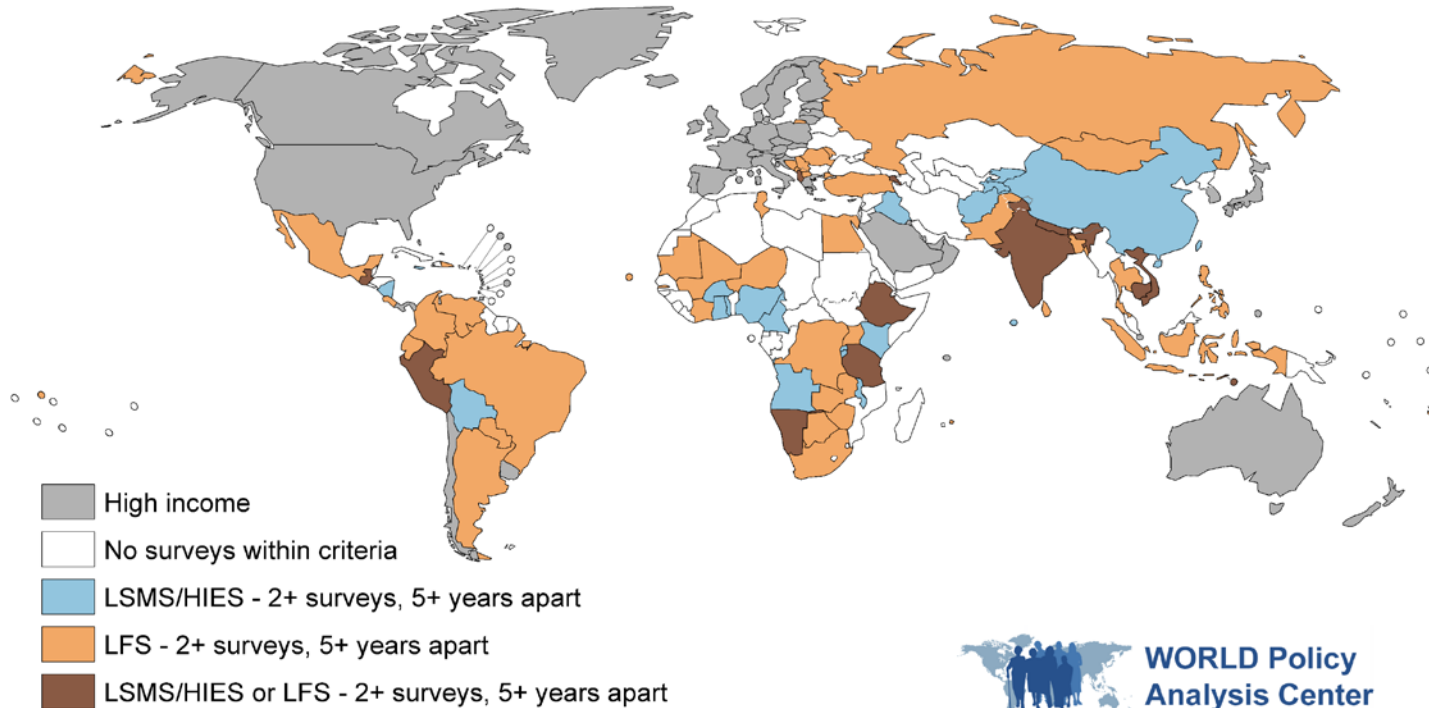 High income
No surveys within criteria
LSMS/HIES - 2+ surveys, 5+ years apart
LFS - 2+ surveys, 5+ years apart
LSMS/HIES or LFS - 2+ surveys, 5+ years apart
WORLD Policy
Analysis Center